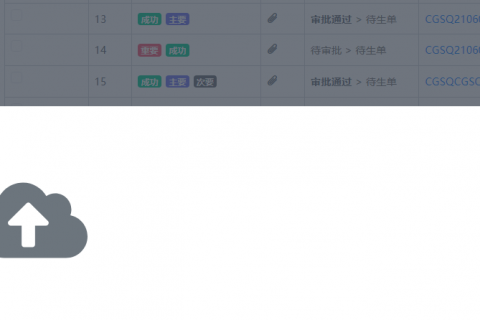 13 成功 主要 审批通过 > 待生单 CGSQ2106
14 重要 成功 待审批 > 待生单 CGSQ2106
15 成功 主要 次要 审批通过 > 待生单 CGSQCGSQ